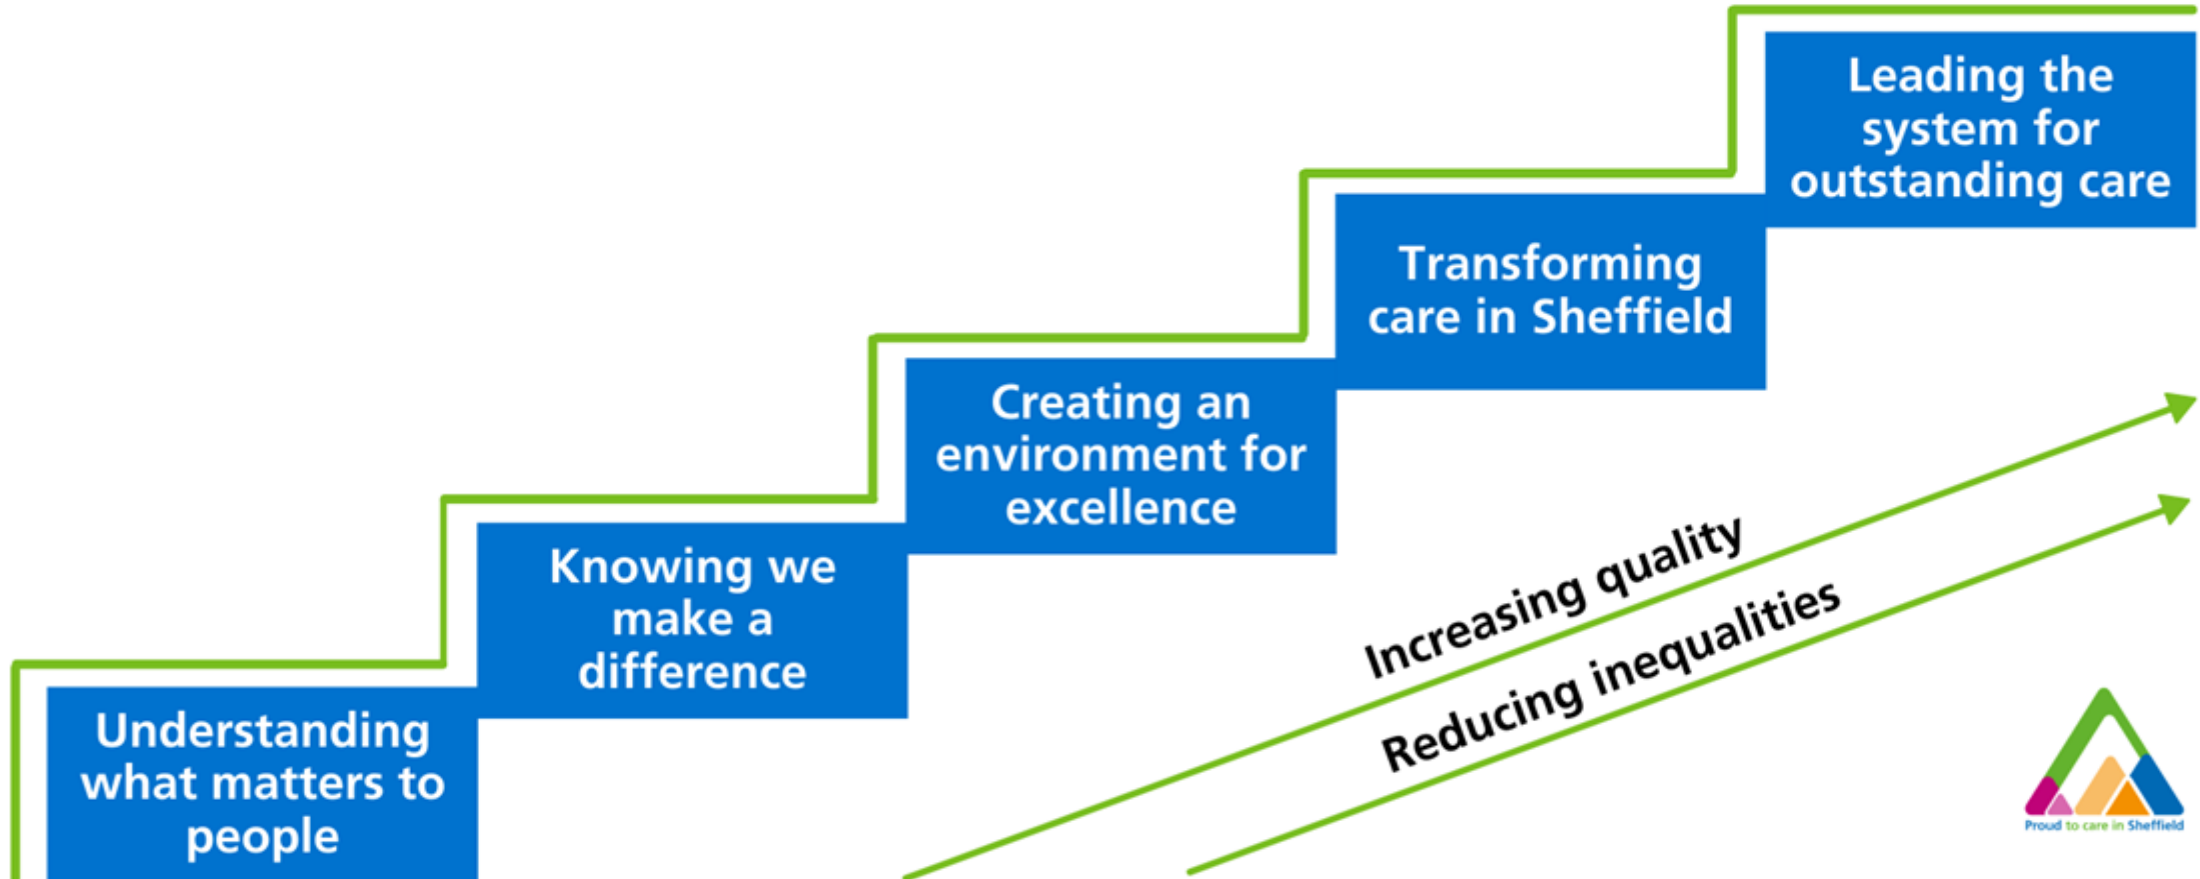 Leading the
system for
outstanding care
Transforming
care in Sheffield
Creating an
environment for
excellence
Knowing we
make a
difference
Understanding
what matters to
people
Increasing quality
Reducing inequalities
Proud to care in Sheffield